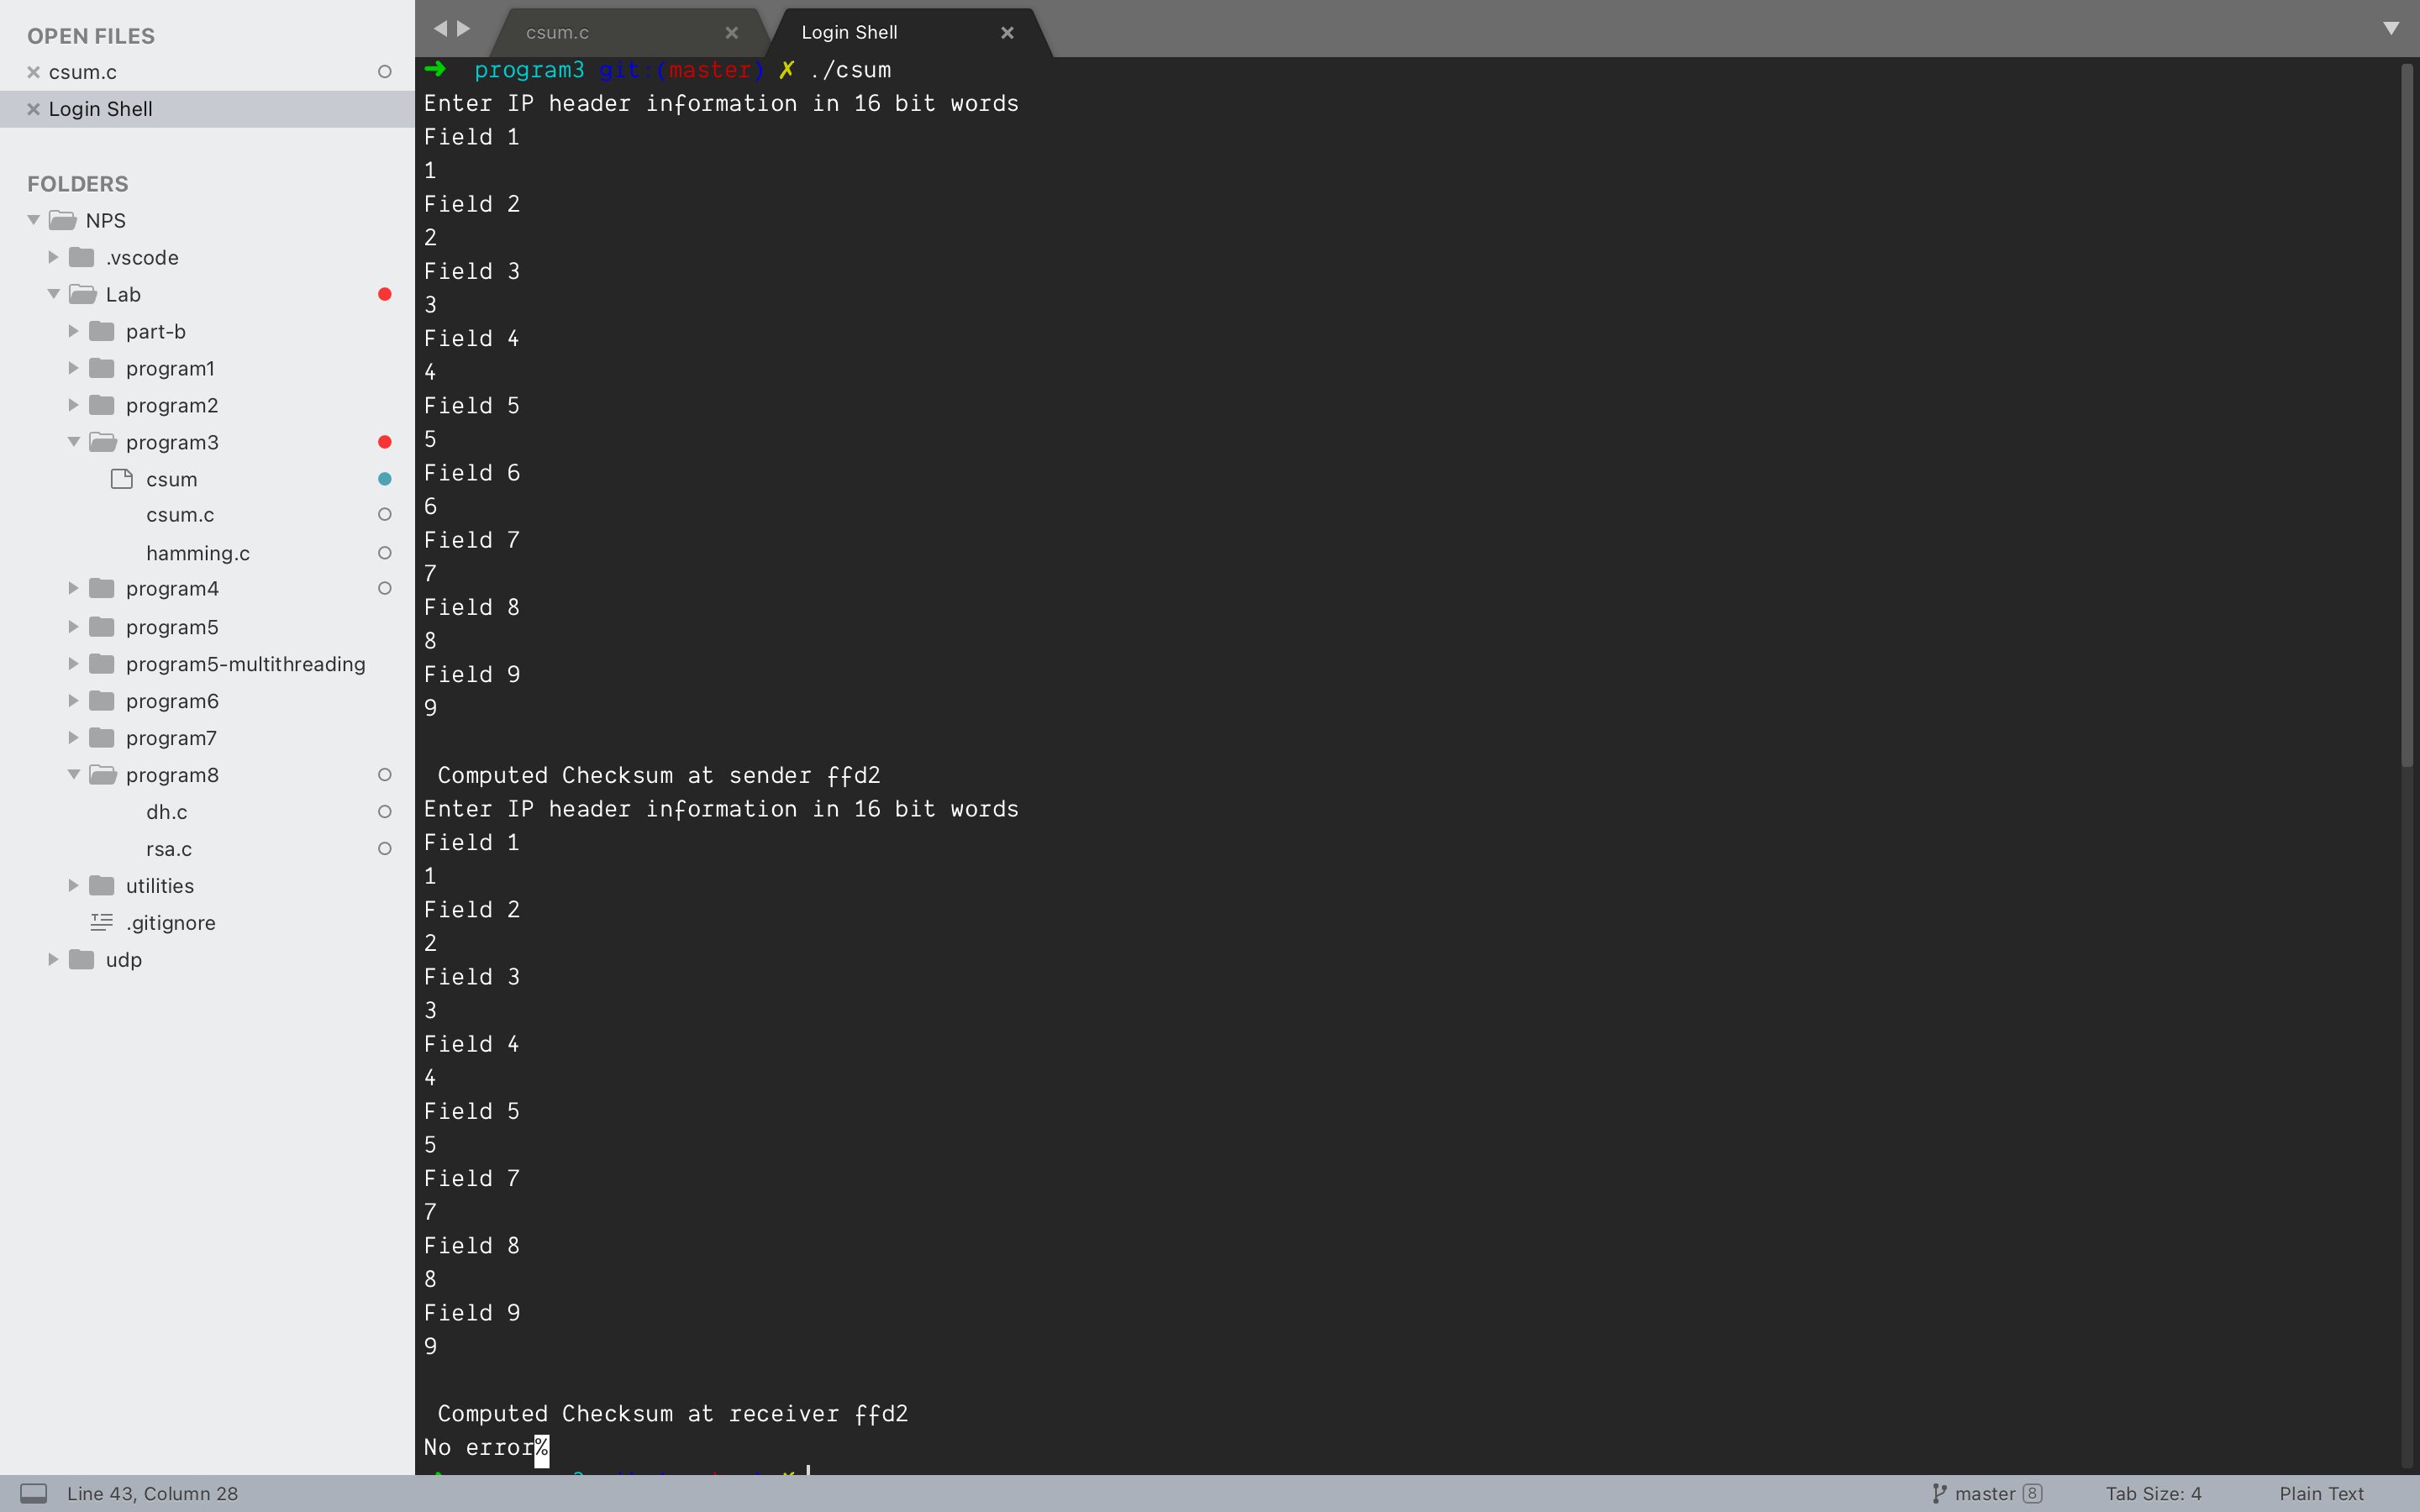 OPEN FILES
csum.c
Login Shell
FOLDERS
NPS
.vscode
Lab
part-b
program1
program2
program3
csum
csum.c
hamming.c
program4
program5
program5-multithreading
program6
program7
program8
dh.c
rsa.c
utilities
.gitignore
udp
csum.c
Login Shell
➜ program3 git:(master) ✗ ./csum
Enter IP header information in 16 bit words
Field 1
1
Field 2
2
Field 3
3
Field 4
4
Field 5
5
Field 6
6
Field 7
7
Field 8
8
Field 9
9
Computed Checksum at sender ffd2
Enter IP header information in 16 bit words
Field 1
1
Field 2
2
Field 3
3
Field 4
4
Field 5
5
Field 7
7
Field 8
8
Field 9
9
Computed Checksum at receiver ffd2
No error%
Line 43, Column 28
master 8
Tab Size: 4
Plain Text